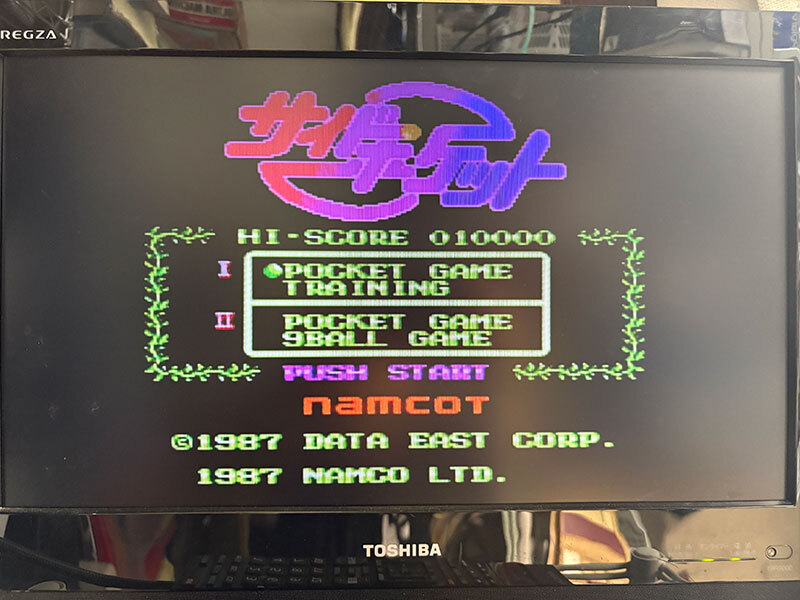 REGZA
サイドポケット
HI-SCORE 010000
I POCKET GAME
TRAINING
II POCKET GAME
9BALL GAME
PUSH START
namcot
©1987 DATA EAST CORP.
1987 NAMCO LTD.
TOSHIBA